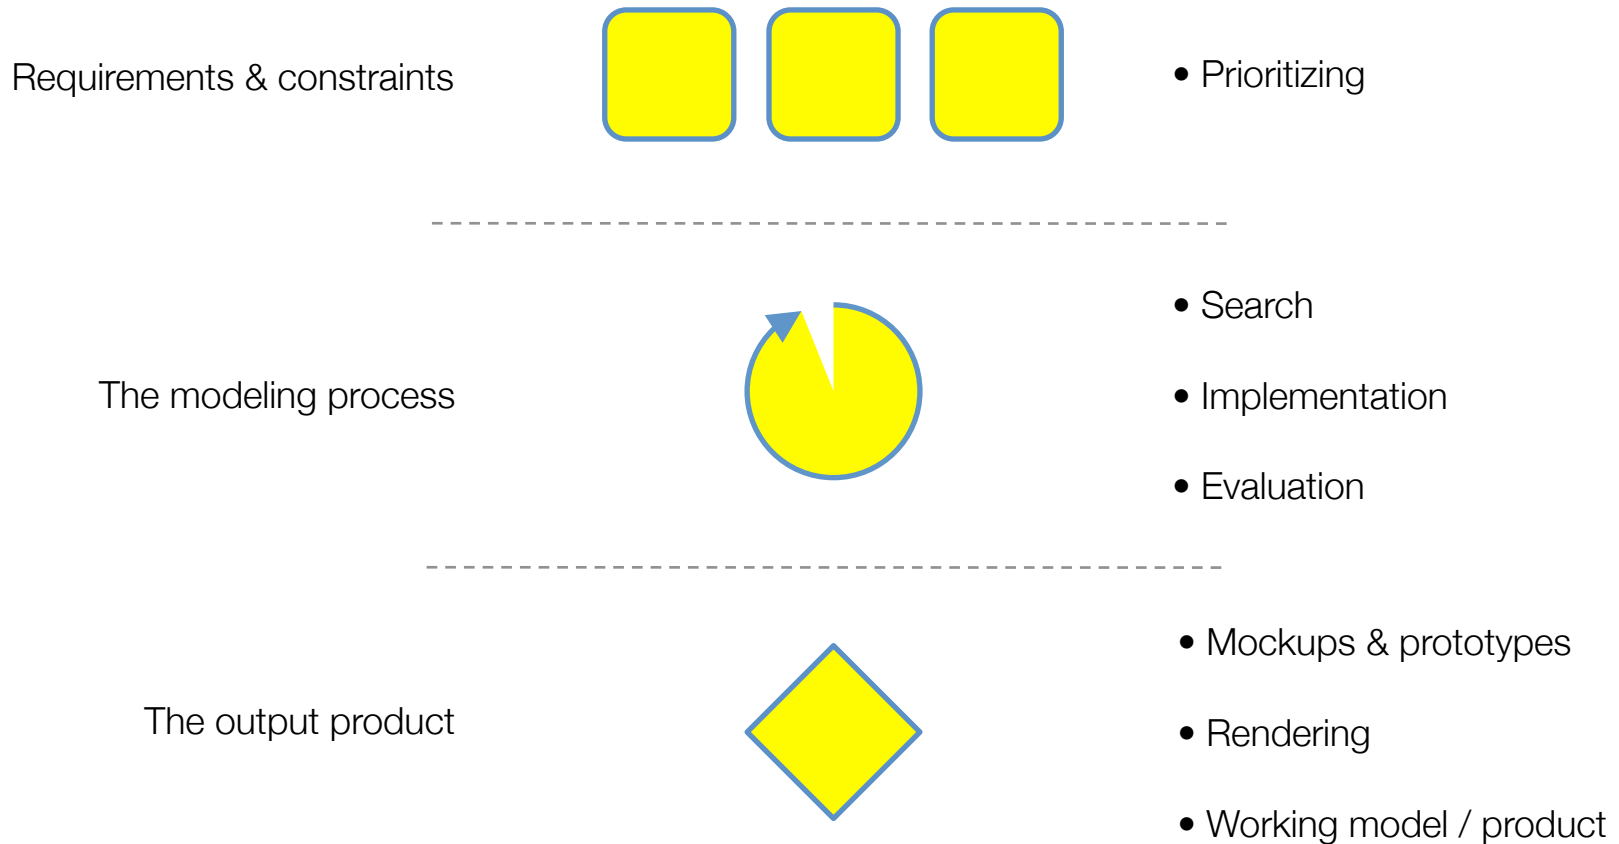 Requirements & constraints
• Prioritizing
The modeling process
• Search
• Implementation
• Evaluation
The output product
• Mockups & prototypes
• Rendering
• Working model / product